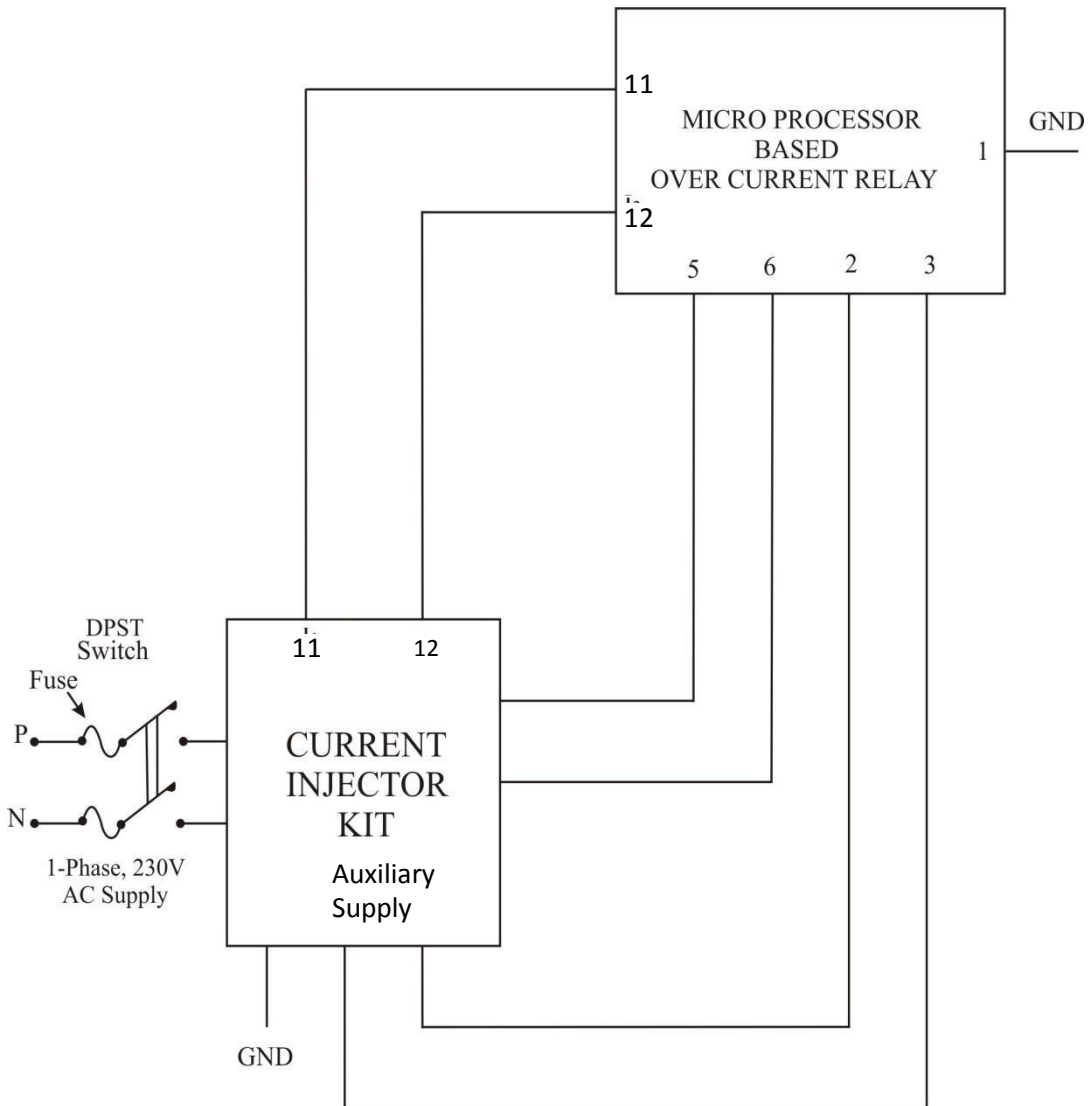 11
MICRO PROCESSOR
BASED
OVER CURRENT RELAY
1
GND
12
5 6 2 3
DPST
Switch
Fuse
P
N
1-Phase, 230V
AC Supply
11 12
CURRENT
INJECTOR
KIT
Auxiliary
Supply
GND